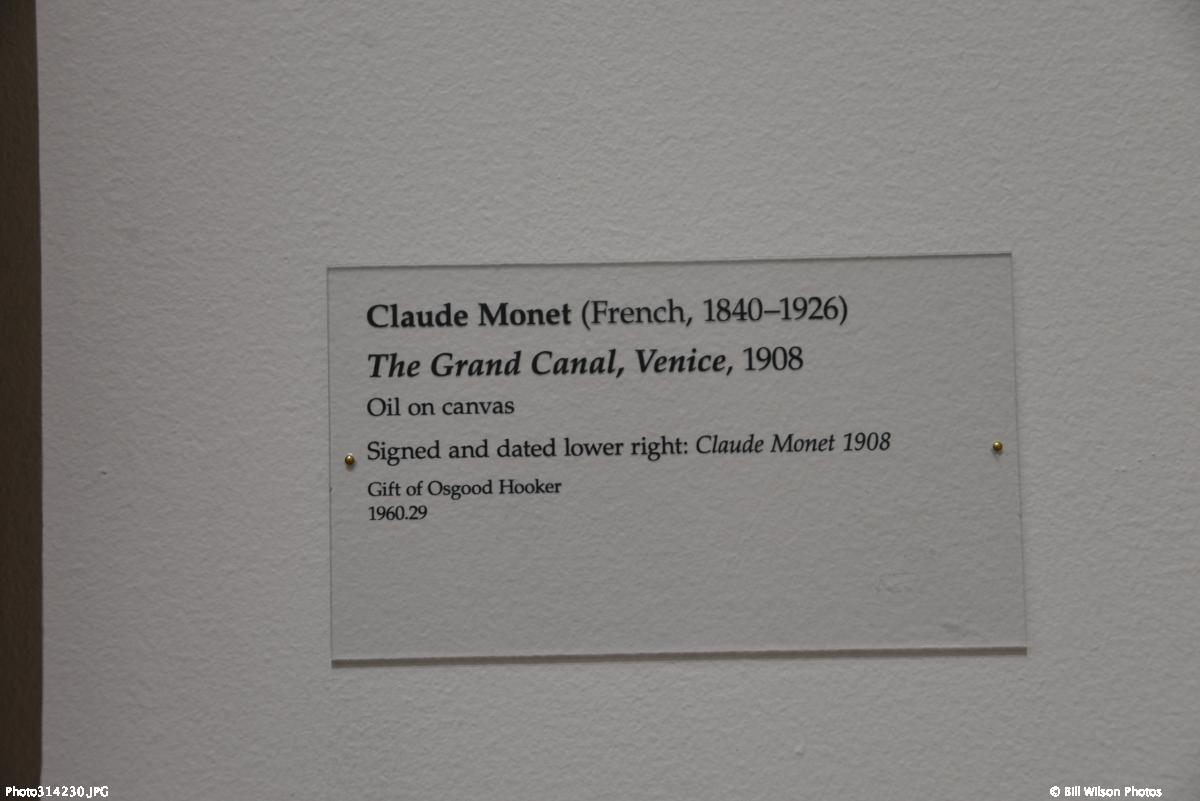 Claude Monet (French, 1840–1926)
The Grand Canal, Venice, 1908
Oil on canvas
Signed and dated lower right: Claude Monet 1908
Gift of Osgood Hooker
1960.29
Photo314230.JPG
© Bill Wilson Photos